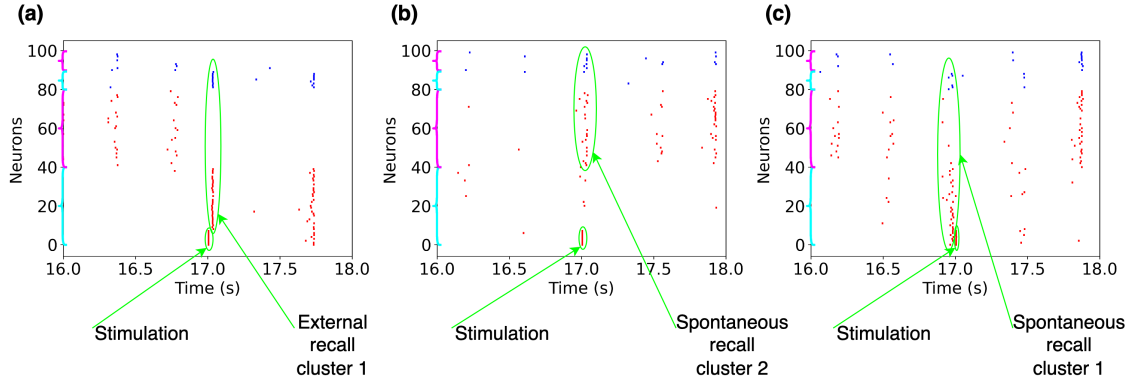 (a)
(b)
(c)
100
80
60
40
20
0
Neurons
16.0 16.5 17.0 17.5 18.0
Time (s)
Stimulation
External
recall
cluster 1
100
80
60
40
20
0
Neurons
16.0 16.5 17.0 17.5 18.0
Time (s)
Stimulation
Spontaneous
recall
cluster 2
100
80
60
40
20
0
Neurons
16.0 16.5 17.0 17.5 18.0
Time (s)
Stimulation
Spontaneous
recall
cluster 1